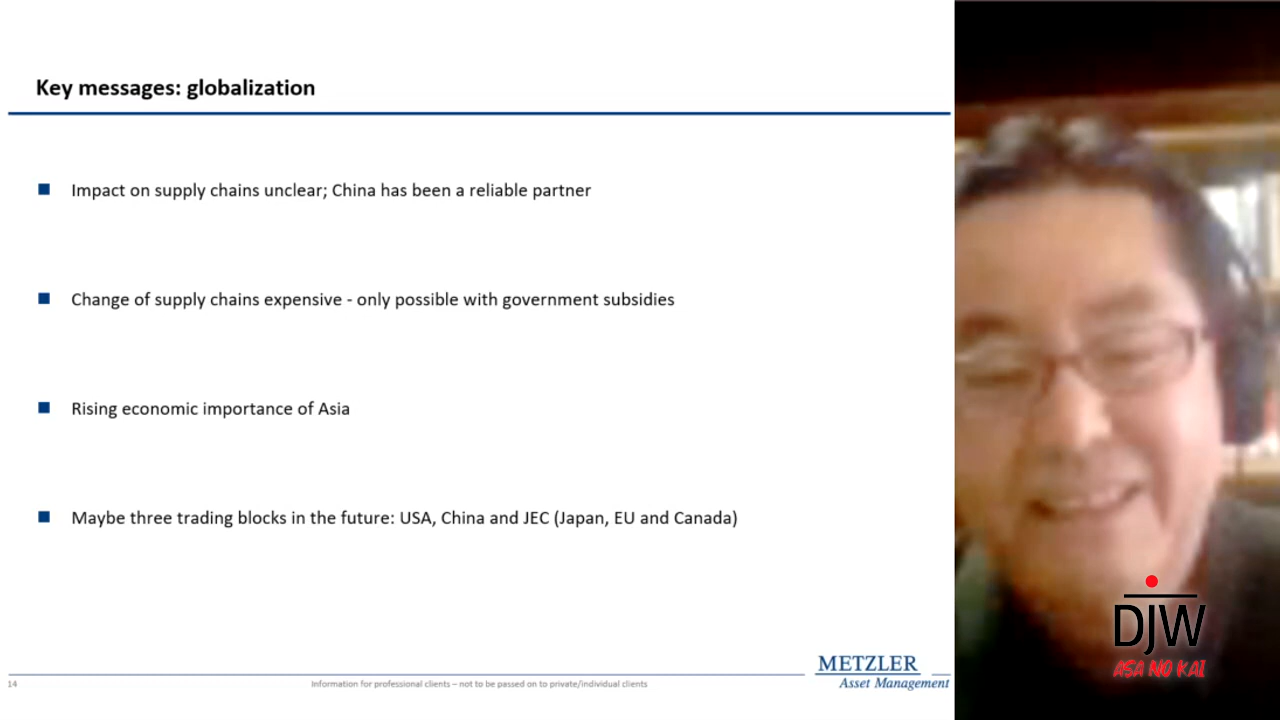 Key messages: globalization
Impact on supply chains unclear; China has been a reliable partner
Change of supply chains expensive - only possible with government subsidies
Rising economic importance of Asia
Maybe three trading blocks in the future: USA, China and JEC (Japan, EU and Canada)
METZLER
Asset Management
14
Information for professional clients – not to be passed on to private/individual clients
DJW
ASA NO KAI